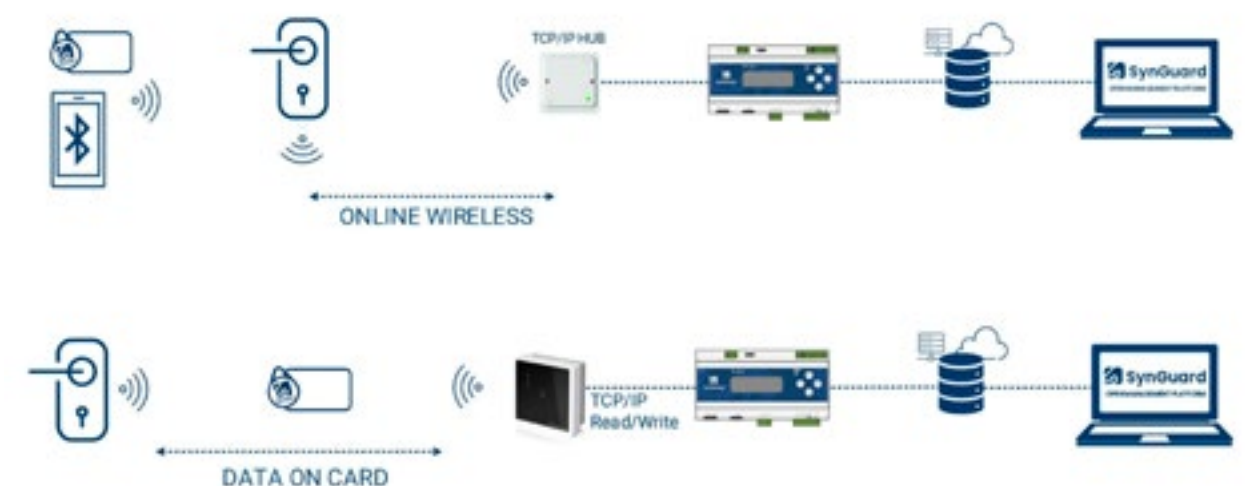 TCP/IP HUB
SynGuard
ONLINE WIRELESS
SynGuard
TCP/IP
Read/Write
DATA ON CARD